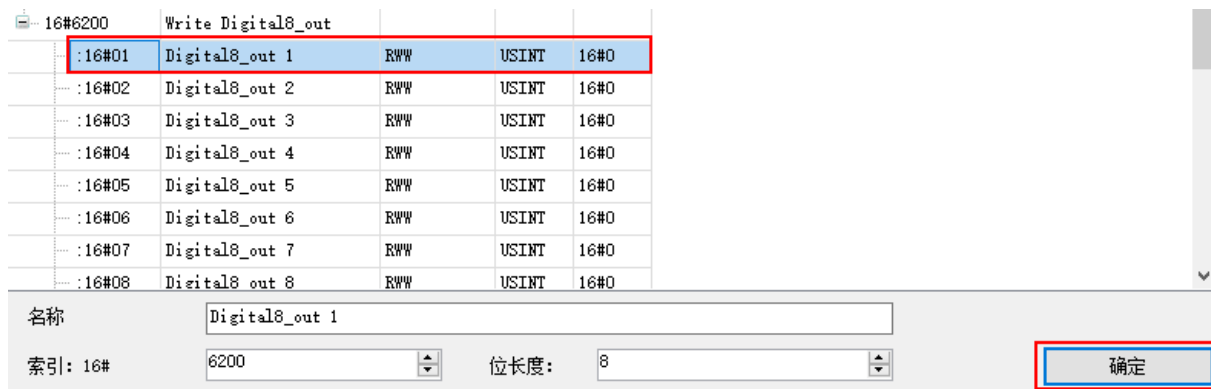 16#6200 Write Digital8_out
:16#01 Digital8_out 1 RWW USINT 16#0
:16#02 Digital8_out 2 RWW USINT 16#0
:16#03 Digital8_out 3 RWW USINT 16#0
:16#04 Digital8_out 4 RWW USINT 16#0
:16#05 Digital8_out 5 RWW USINT 16#0
:16#06 Digital8_out 6 RWW USINT 16#0
:16#07 Digital8_out 7 RWW USINT 16#0
:16#08 Digital8_out 8 RWW USINT 16#0
名称 Digital8_out 1
索引: 16# 6200 位长度: 8 确定